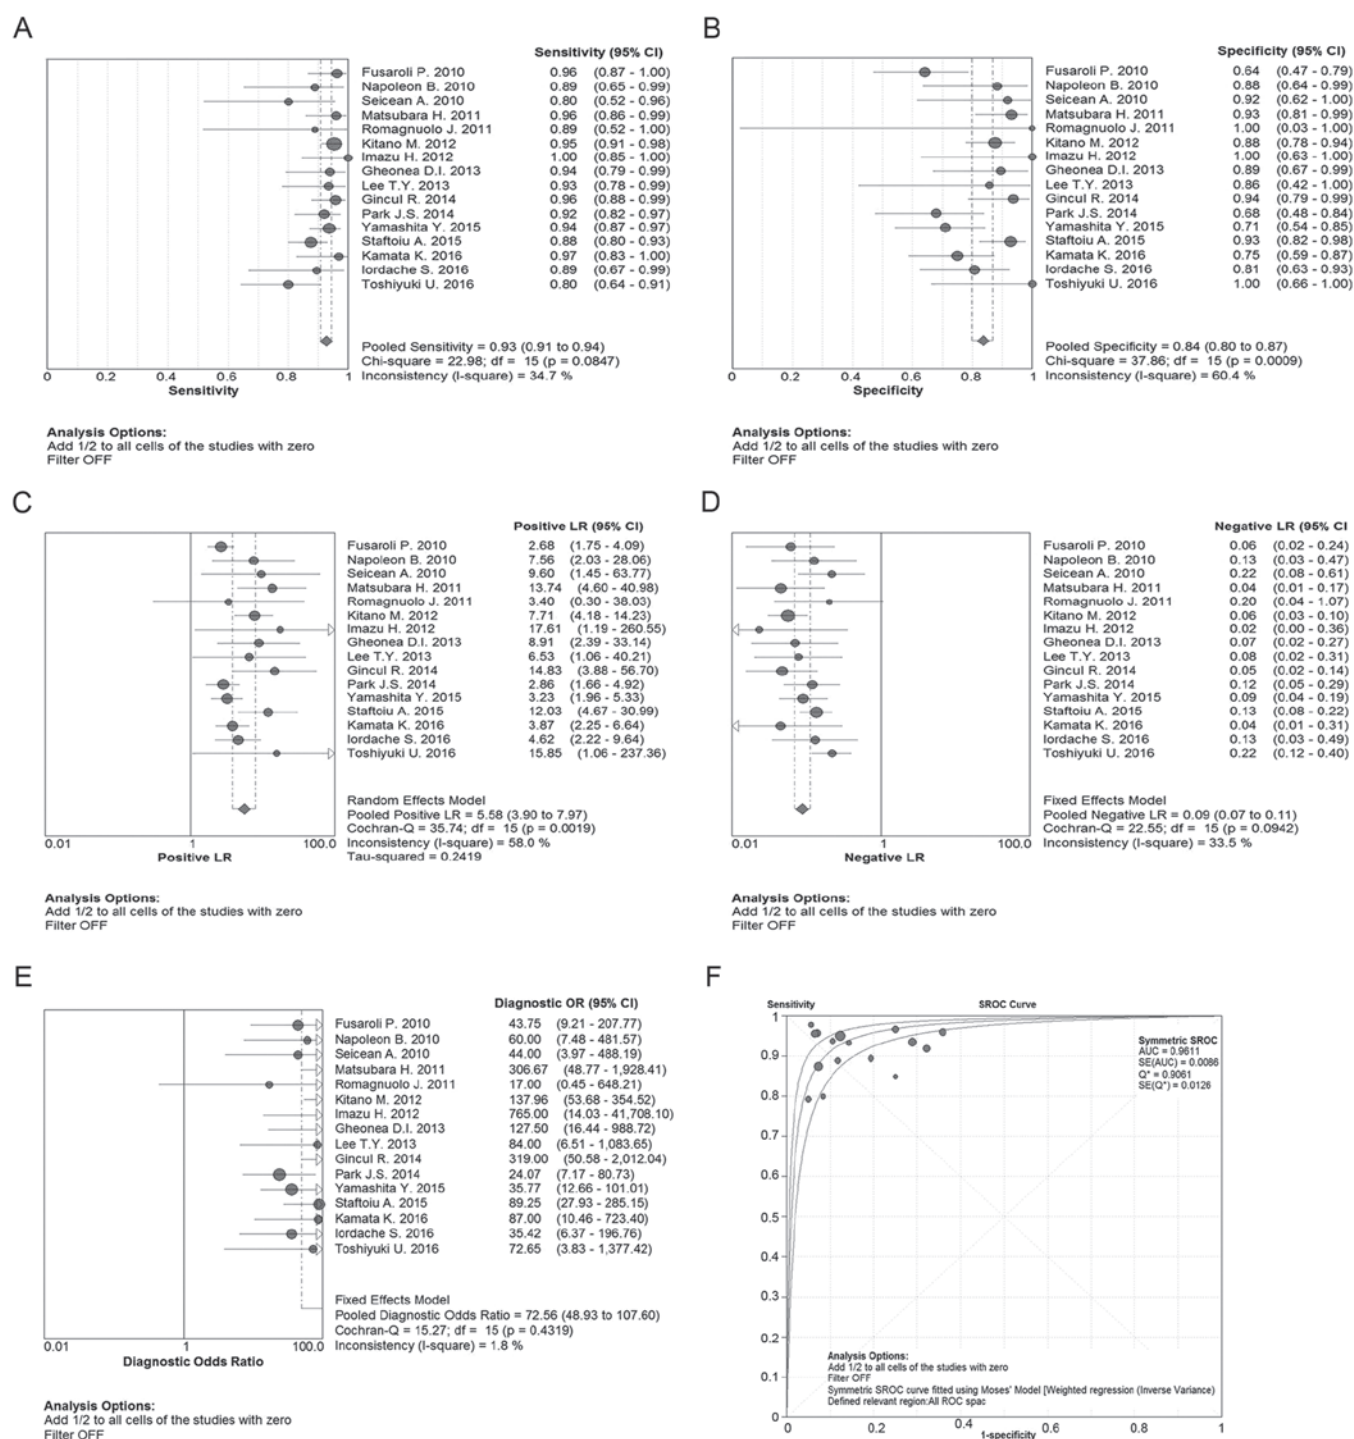 A
Sensitivity (95% CI)
Fusaroli P. 2010 0.96 (0.87 - 1.00)
Napoleon B. 2010 0.89 (0.65 - 0.99)
Seicean A. 2010 0.80 (0.52 - 0.96)
Matsubara H. 2011 0.96 (0.86 - 0.99)
Romagnuolo J. 2011 0.89 (0.52 - 1.00)
Kitano M. 2012 0.95 (0.91 - 0.98)
Imazu H. 2012 1.00 (0.85 - 1.00)
Gheonea D.I. 2013 0.94 (0.79 - 0.99)
Lee T.Y. 2013 0.93 (0.78 - 0.99)
Gincul R. 2014 0.96 (0.88 - 0.99)
Park J.S. 2014 0.92 (0.82 - 0.97)
Yamashita Y. 2015 0.94 (0.87 - 0.97)
Staftoiu A. 2015 0.88 (0.80 - 0.93)
Kamata K. 2016 0.97 (0.83 - 1.00)
Iordache S. 2016 0.89 (0.67 - 0.99)
Toshiyuki U. 2016 0.80 (0.64 - 0.91)
Pooled Sensitivity = 0.93 (0.91 to 0.94)
Chi-square = 22.98; df = 15 (p = 0.0847)
Inconsistency (I-square) = 34.7 %
0 0.2 0.4 0.6 0.8 1
Sensitivity
Analysis Options:
Add 1/2 to all cells of the studies with zero
Filter OFF
B
Specificity (95% CI)
Fusaroli P. 2010 0.64 (0.47 - 0.79)
Napoleon B. 2010 0.88 (0.64 - 0.99)
Seicean A. 2010 0.92 (0.62 - 1.00)
Matsubara H. 2011 0.93 (0.81 - 0.99)
Romagnuolo J. 2011 1.00 (0.03 - 1.00)
Kitano M. 2012 0.88 (0.78 - 0.94)
Imazu H. 2012 1.00 (0.63 - 1.00)
Gheonea D.I. 2013 0.89 (0.67 - 0.99)
Lee T.Y. 2013 0.86 (0.42 - 1.00)
Gincul R. 2014 0.94 (0.79 - 0.99)
Park J.S. 2014 0.68 (0.48 - 0.84)
Yamashita Y. 2015 0.71 (0.54 - 0.85)
Staftoiu A. 2015 0.93 (0.82 - 0.98)
Kamata K. 2016 0.75 (0.59 - 0.87)
Iordache S. 2016 0.81 (0.63 - 0.93)
Toshiyuki U. 2016 1.00 (0.66 - 1.00)
Pooled Specificity = 0.84 (0.80 to 0.87)
Chi-square = 37.86; df = 15 (p = 0.0009)
Inconsistency (I-square) = 60.4 %
0 0.2 0.4 0.6 0.8 1
Specificity
Analysis Options:
Add 1/2 to all cells of the studies with zero
Filter OFF
C
Positive LR (95% CI)
Fusaroli P. 2010 2.68 (1.75 - 4.09)
Napoleon B. 2010 7.56 (2.03 - 28.06)
Seicean A. 2010 9.60 (1.45 - 63.77)
Matsubara H. 2011 13.74 (4.60 - 40.98)
Romagnuolo J. 2011 3.40 (0.30 - 38.03)
Kitano M. 2012 7.71 (4.18 - 14.23)
Imazu H. 2012 17.61 (1.19 - 260.55)
Gheonea D.I. 2013 8.91 (2.39 - 33.14)
Lee T.Y. 2013 6.53 (1.06 - 40.21)
Gincul R. 2014 14.83 (3.88 - 56.70)
Park J.S. 2014 2.86 (1.66 - 4.92)
Yamashita Y. 2015 3.23 (1.96 - 5.33)
Staftoiu A. 2015 12.03 (4.67 - 30.99)
Kamata K. 2016 3.87 (2.25 - 6.64)
Iordache S. 2016 4.62 (2.22 - 9.64)
Toshiyuki U. 2016 15.85 (1.06 - 237.36)
Random Effects Model
Pooled Positive LR = 5.58 (3.90 to 7.97)
Cochran-Q = 35.74; df = 15 (p = 0.0019)
Inconsistency (I-square) = 58.0 %
Tau-squared = 0.2419
0.01 1 100.0
Positive LR
Analysis Options:
Add 1/2 to all cells of the studies with zero
Filter OFF
D
Negative LR (95% CI
Fusaroli P. 2010 0.06 (0.02 - 0.24)
Napoleon B. 2010 0.13 (0.03 - 0.47)
Seicean A. 2010 0.22 (0.08 - 0.61)
Matsubara H. 2011 0.04 (0.01 - 0.17)
Romagnuolo J. 2011 0.20 (0.04 - 1.07)
Kitano M. 2012 0.06 (0.03 - 0.10)
Imazu H. 2012 0.02 (0.00 - 0.36)
Gheonea D.I. 2013 0.07 (0.02 - 0.27)
Lee T.Y. 2013 0.08 (0.02 - 0.31)
Gincul R. 2014 0.05 (0.02 - 0.14)
Park J.S. 2014 0.12 (0.05 - 0.29)
Yamashita Y. 2015 0.09 (0.04 - 0.19)
Staftoiu A. 2015 0.13 (0.08 - 0.22)
Kamata K. 2016 0.04 (0.01 - 0.31)
Iordache S. 2016 0.13 (0.03 - 0.49)
Toshiyuki U. 2016 0.22 (0.12 - 0.40)
Fixed Effects Model
Pooled Negative LR = 0.09 (0.07 to 0.11)
Cochran-Q = 22.55; df = 15 (p = 0.0942)
Inconsistency (I-square) = 33.5 %
0.01 1 100.0
Negative LR
Analysis Options:
Add 1/2 to all cells of the studies with zero
Filter OFF
E
Diagnostic OR (95% CI)
Fusaroli P. 2010 43.75 (9.21 - 207.77)
Napoleon B. 2010 60.00 (7.48 - 481.57)
Seicean A. 2010 44.00 (3.97 - 488.19)
Matsubara H. 2011 306.67 (48.77 - 1,928.41)
Romagnuolo J. 2011 17.00 (0.45 - 648.21)
Kitano M. 2012 137.96 (53.68 - 354.52)
Imazu H. 2012 765.00 (14.03 - 41,708.10)
Gheonea D.I. 2013 127.50 (16.44 - 988.72)
Lee T.Y. 2013 84.00 (6.51 - 1,083.65)
Gincul R. 2014 319.00 (50.58 - 2,012.04)
Park J.S. 2014 24.07 (7.17 - 80.73)
Yamashita Y. 2015 35.77 (12.66 - 101.01)
Staftoiu A. 2015 89.25 (27.93 - 285.15)
Kamata K. 2016 87.00 (10.46 - 723.40)
Iordache S. 2016 35.42 (6.37 - 196.76)
Toshiyuki U. 2016 72.65 (3.83 - 1,377.42)
Fixed Effects Model
Pooled Diagnostic Odds Ratio = 72.56 (48.93 to 107.60)
Cochran-Q = 15.27; df = 15 (p = 0.4319)
Inconsistency (I-square) = 1.8 %
0.01 1 100.0
Diagnostic Odds Ratio
Analysis Options:
Add 1/2 to all cells of the studies with zero
Filter OFF
F
Sensitivity SROC Curve
1
0.9
0.8
0.7
0.6
0.5
0.4
0.3
0.2
0.1
0
Symmetric SROC
AUC = 0.9611
SE(AUC) = 0.0086
Q* = 0.9061
SE(Q*) = 0.0126
Analysis Options:
Add 1/2 to all cells of the studies with zero
Filter OFF
Symmetric SROC curve fitted using Moses' Model [Weighted regression (Inverse Variance)
Defined relevant region:All ROC spac
0 0.2 0.4 0.6 0.8 1
1-specificity